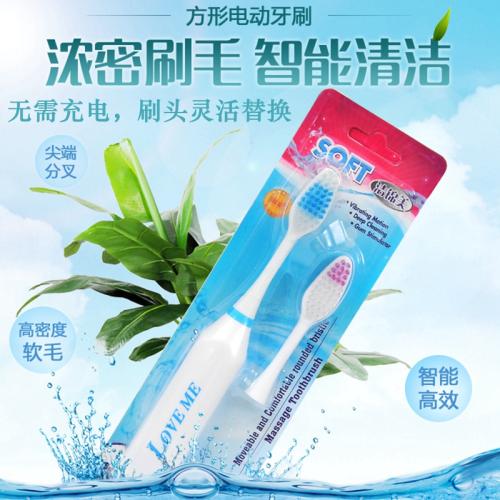 方形电动牙刷
浓密刷毛 智能清洁
无需充电，刷头灵活替换
尖端
分叉
SOFT
• Vibrating Motion
• Deep Cleaning
• Gum Stimulator
高密度
软毛
智能
高效
LOVE ME
Moveable and Comfortable rounded bristle
Massage Toothbrush